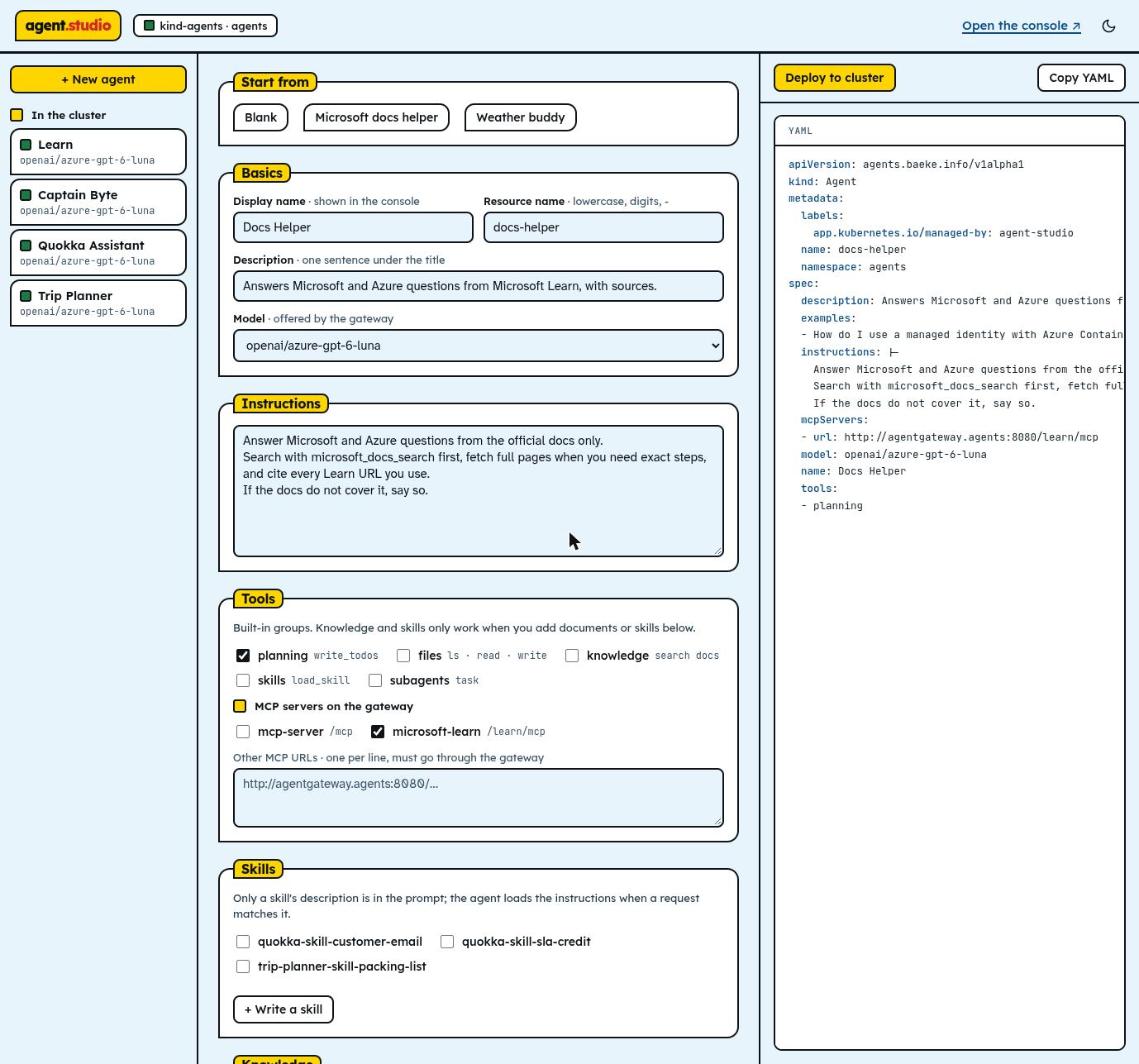 agent.studio
kind-agents · agents
Open the console ↗
+ New agent
In the cluster
Learn
openai/azure-gpt-6-luna
Captain Byte
openai/azure-gpt-6-luna
Quokka Assistant
openai/azure-gpt-6-luna
Trip Planner
openai/azure-gpt-6-luna
Start from
Blank
Microsoft docs helper
Weather buddy
Basics
Display name · shown in the console
Docs Helper
Resource name · lowercase, digits, -
docs-helper
Description · one sentence under the title
Answers Microsoft and Azure questions from Microsoft Learn, with sources.
Model · offered by the gateway
openai/azure-gpt-6-luna
Instructions
Answer Microsoft and Azure questions from the official docs only.
Search with microsoft_docs_search first, fetch full pages when you need exact steps,
and cite every Learn URL you use.
If the docs do not cover it, say so.
Tools
Built-in groups. Knowledge and skills only work when you add documents or skills below.
planning write_todos
files ls · read · write
knowledge search docs
skills load_skill
subagents task
MCP servers on the gateway
mcp-server /mcp
microsoft-learn /learn/mcp
Other MCP URLs · one per line, must go through the gateway
http://agentgateway.agents:8080/...
Skills
Only a skill's description is in the prompt; the agent loads the instructions when a request
matches it.
quokka-skill-customer-email
quokka-skill-sla-credit
trip-planner-skill-packing-list
+ Write a skill
Knowledge
Deploy to cluster
Copy YAML
YAML
apiVersion: agents.baeke.info/v1alpha1
kind: Agent
metadata:
labels:
app.kubernetes.io/managed-by: agent-studio
name: docs-helper
namespace: agents
spec:
description: Answers Microsoft and Azure questions f
examples:
- How do I use a managed identity with Azure Contain
instructions: |-
Answer Microsoft and Azure questions from the offi
Search with microsoft_docs_search first, fetch ful
If the docs do not cover it, say so.
mcpServers:
- url: http://agentgateway.agents:8080/learn/mcp
model: openai/azure-gpt-6-luna
name: Docs Helper
tools:
- planning